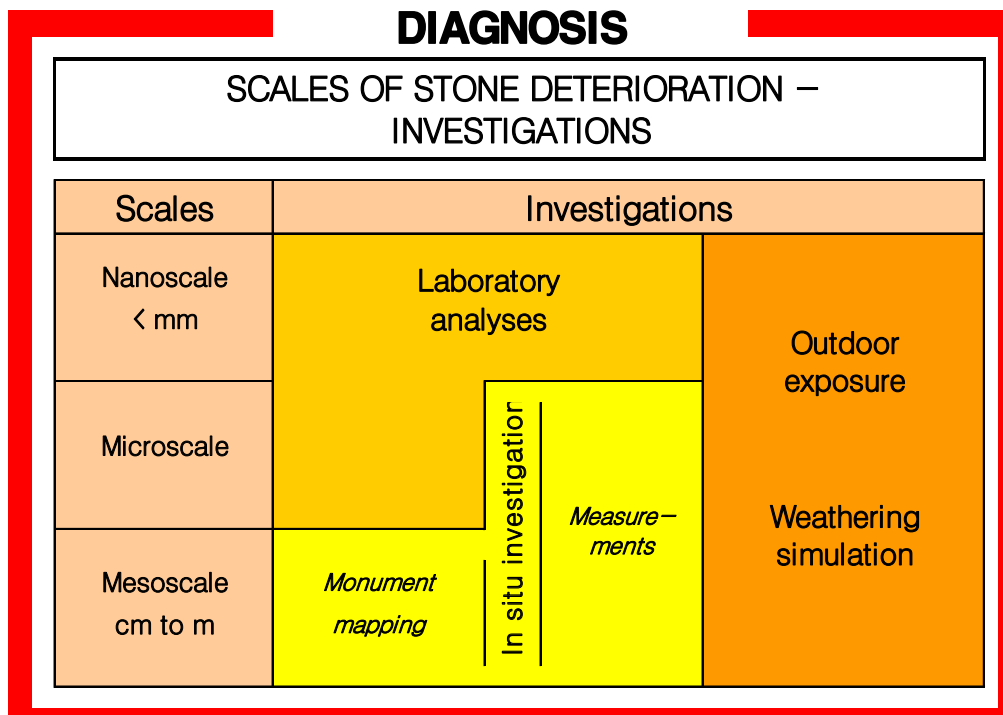 DIAGNOSIS
SCALES OF STONE DETERIORATION –
INVESTIGATIONS
Scales
Investigations
Nanoscale
< mm
Laboratory
analyses
Outdoor
exposure
Microscale
In situ investigation
Measure–
ments
Weathering
simulation
Mesoscale
cm to m
Monument
mapping